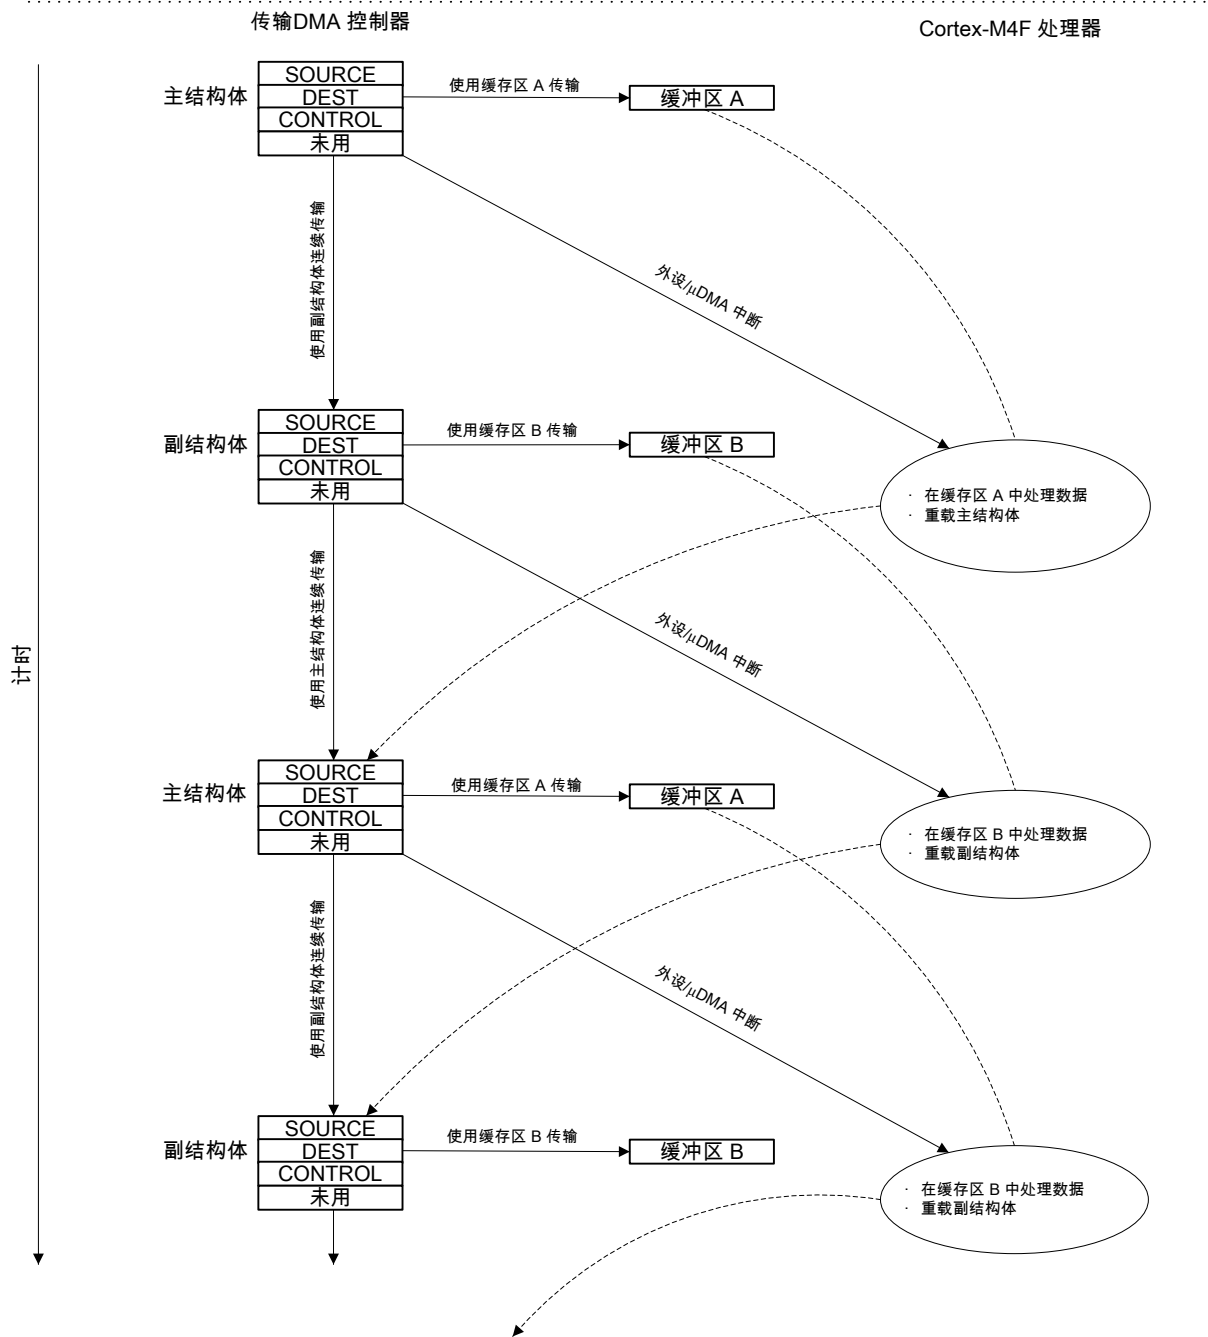 传输DMA 控制器
Cortex-M4F 处理器
计时
主结构体
SOURCE
DEST
CONTROL
未用
使用缓存区 A 传输
缓冲区 A
使用副结构体连续传输
外设/μDMA 中断
副结构体
SOURCE
DEST
CONTROL
未用
使用缓存区 B 传输
缓冲区 B
· 在缓存区 A 中处理数据
· 重载主结构体
使用主结构体连续传输
外设/μDMA 中断
主结构体
SOURCE
DEST
CONTROL
未用
使用缓存区 A 传输
缓冲区 A
· 在缓存区 B 中处理数据
· 重载副结构体
使用副结构体连续传输
外设/μDMA 中断
副结构体
SOURCE
DEST
CONTROL
未用
使用缓存区 B 传输
缓冲区 B
· 在缓存区 B 中处理数据
· 重载副结构体